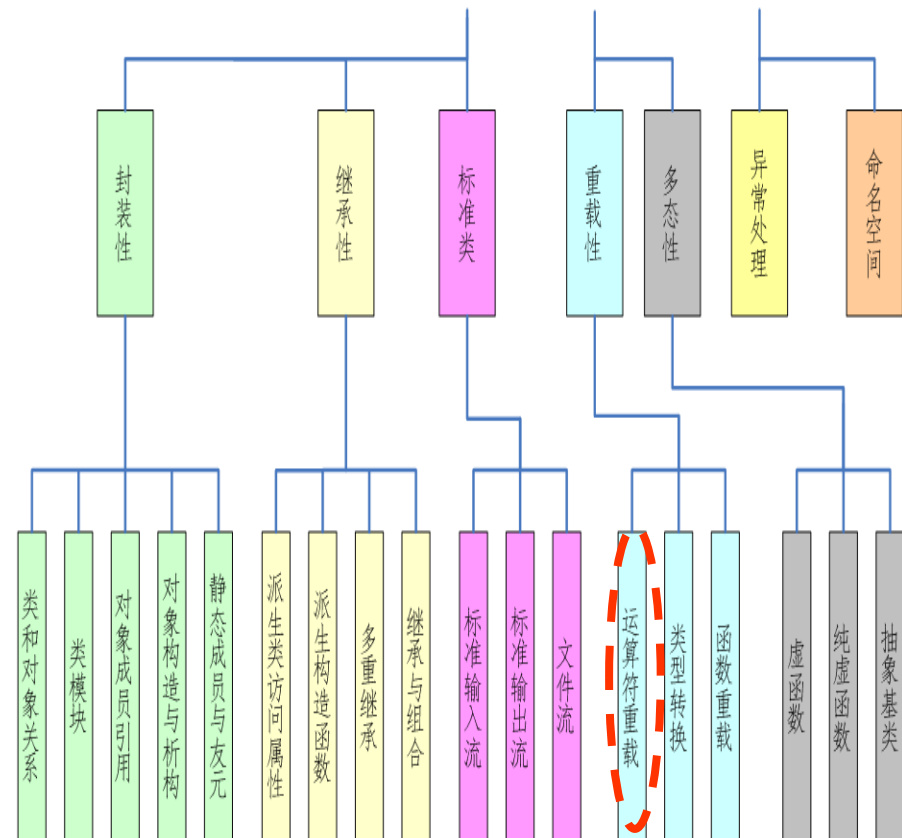 封装性
继承性
标准类
重载性
多态性
异常处理
命名空间
类和对象关系
类模块
对象成员引用
对象构造与析构
静态成员与友元
派生类访问属性
派生构造函数
多重继承
继承与组合
标准输入流
标准输出流
文件流
运算符重载
类型转换
函数重载
虚函数
纯虚函数
抽象基类